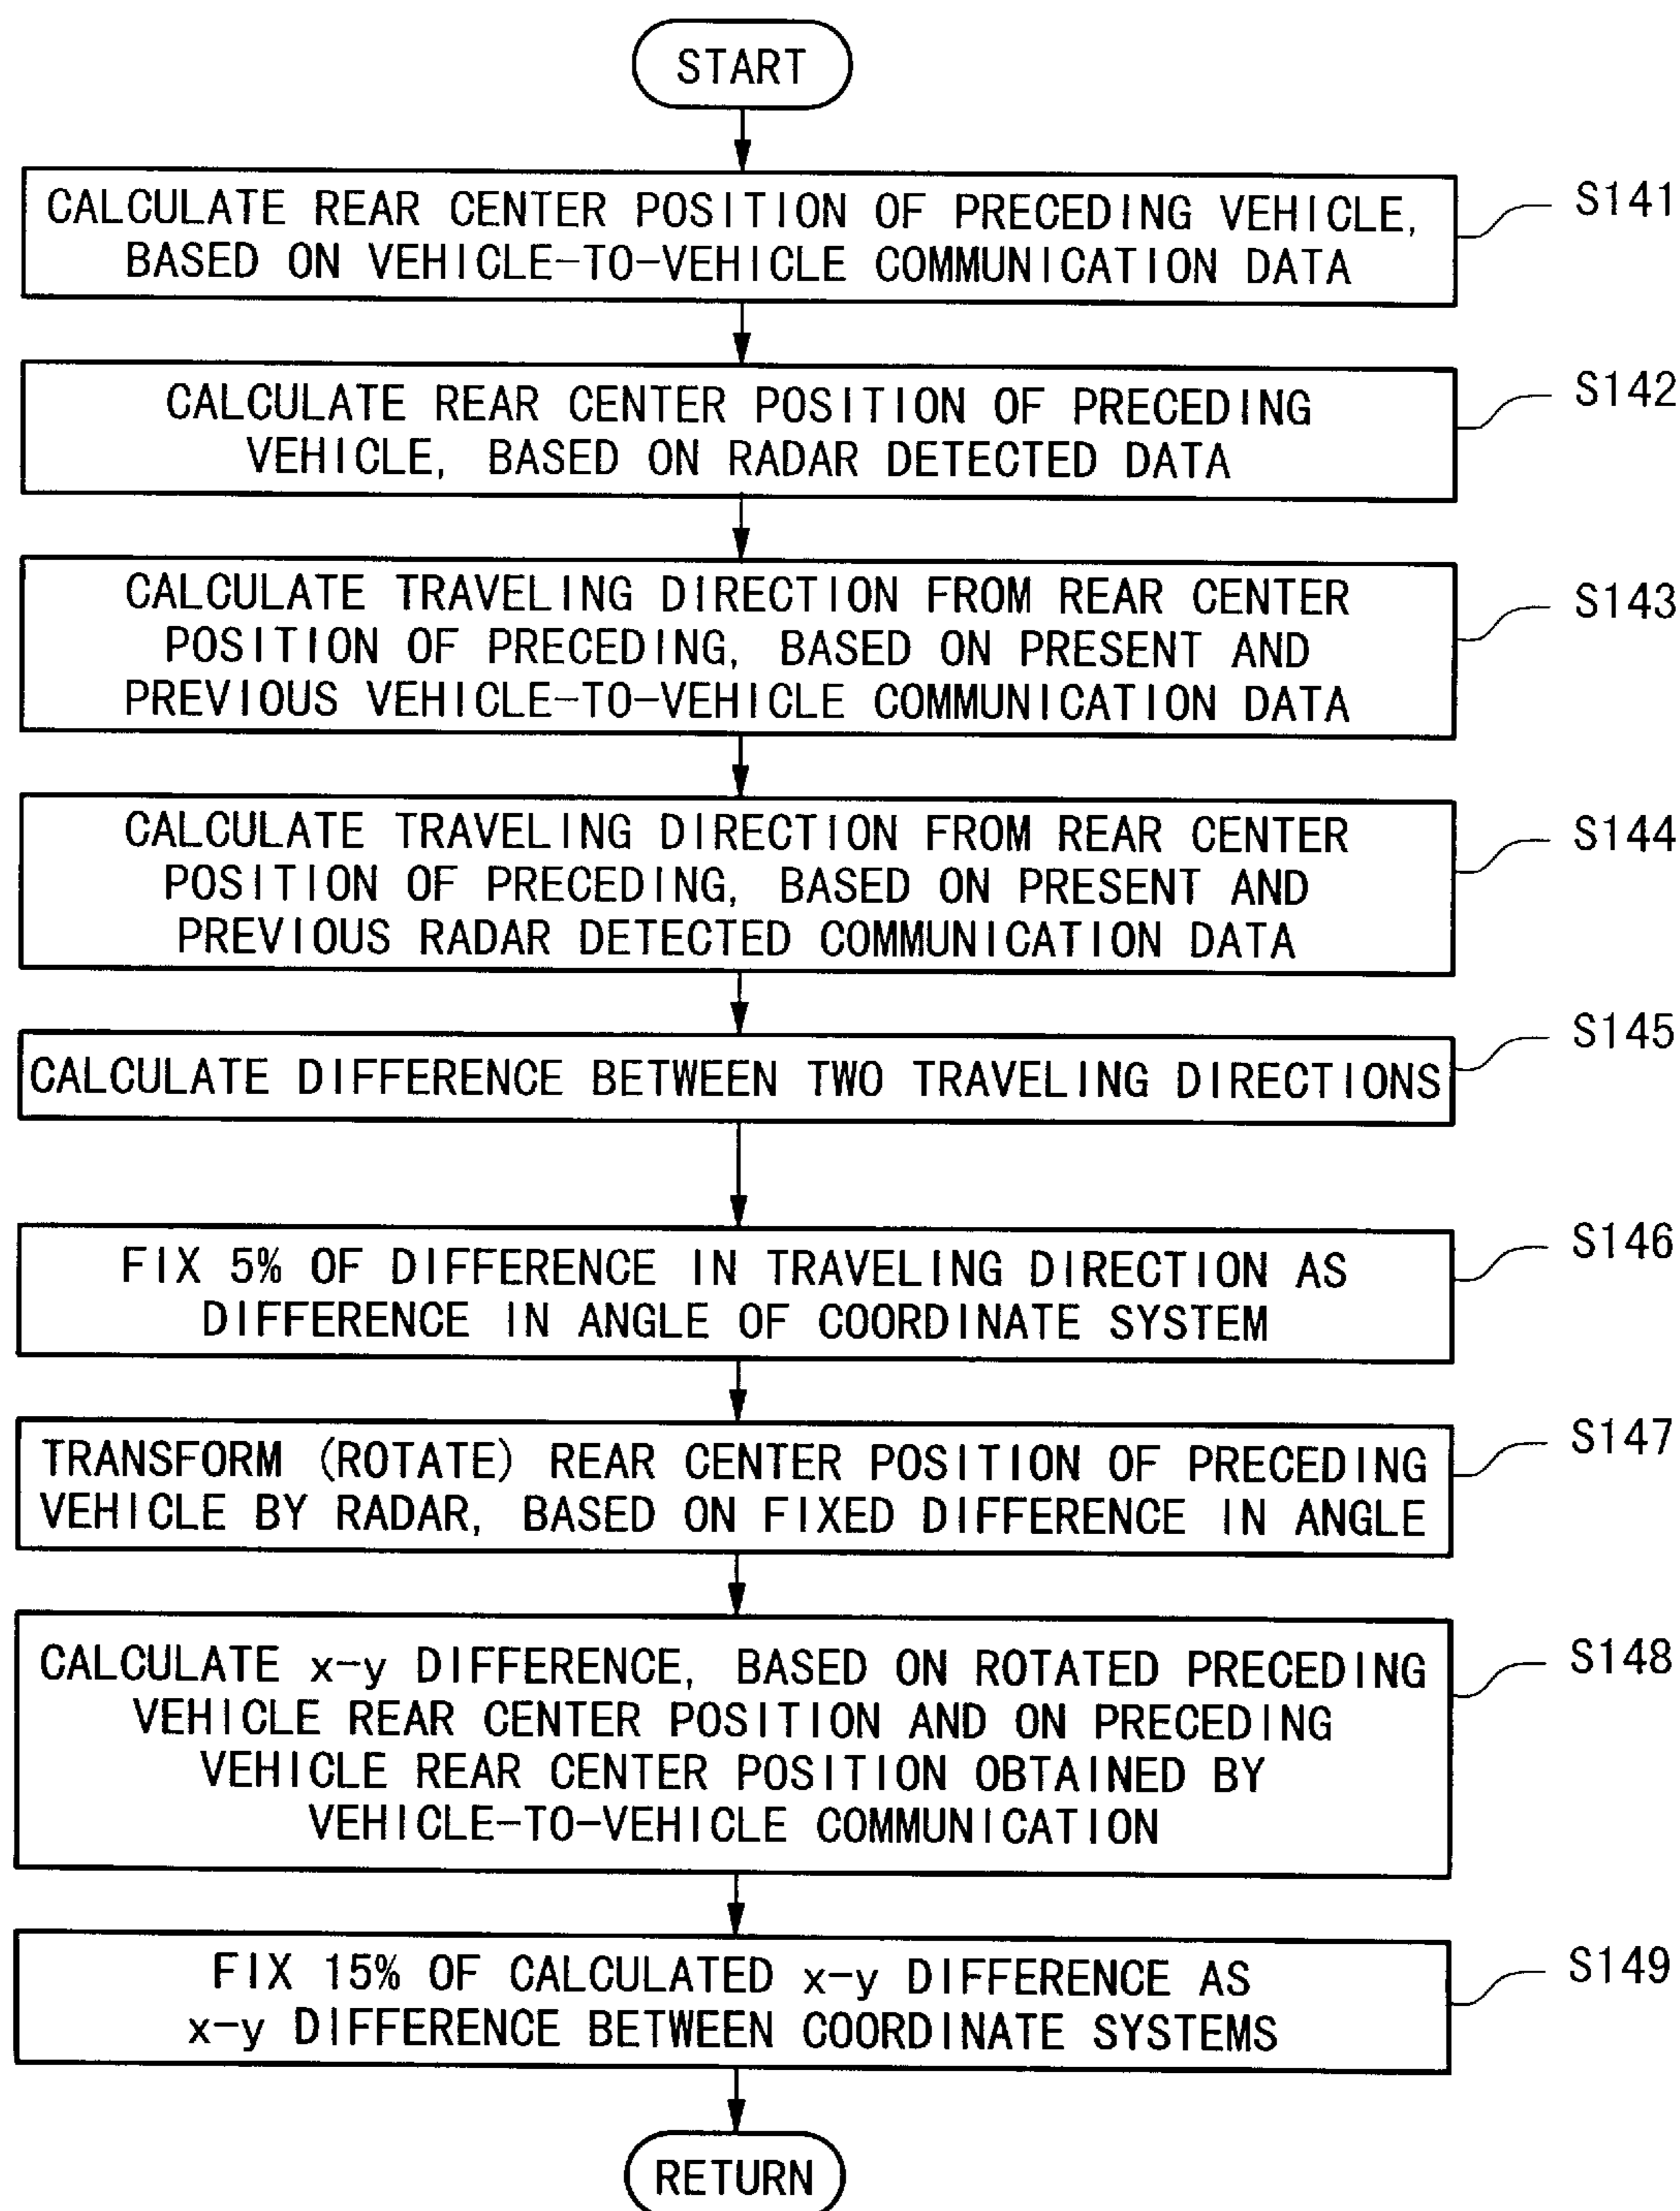 START
CALCULATE REAR CENTER POSITION OF PRECEDING VEHICLE,
BASED ON VEHICLE-TO-VEHICLE COMMUNICATION DATA
S141
CALCULATE REAR CENTER POSITION OF PRECEDING
VEHICLE, BASED ON RADAR DETECTED DATA
S142
CALCULATE TRAVELING DIRECTION FROM REAR CENTER
POSITION OF PRECEDING, BASED ON PRESENT AND
PREVIOUS VEHICLE-TO-VEHICLE COMMUNICATION DATA
S143
CALCULATE TRAVELING DIRECTION FROM REAR CENTER
POSITION OF PRECEDING, BASED ON PRESENT AND
PREVIOUS RADAR DETECTED COMMUNICATION DATA
S144
CALCULATE DIFFERENCE BETWEEN TWO TRAVELING DIRECTIONS
S145
FIX 5% OF DIFFERENCE IN TRAVELING DIRECTION AS
DIFFERENCE IN ANGLE OF COORDINATE SYSTEM
S146
TRANSFORM (ROTATE) REAR CENTER POSITION OF PRECEDING
VEHICLE BY RADAR, BASED ON FIXED DIFFERENCE IN ANGLE
S147
CALCULATE x-y DIFFERENCE, BASED ON ROTATED PRECEDING
VEHICLE REAR CENTER POSITION AND ON PRECEDING
VEHICLE REAR CENTER POSITION OBTAINED BY
VEHICLE-TO-VEHICLE COMMUNICATION
S148
FIX 15% OF CALCULATED x-y DIFFERENCE AS
x-y DIFFERENCE BETWEEN COORDINATE SYSTEMS
S149
RETURN